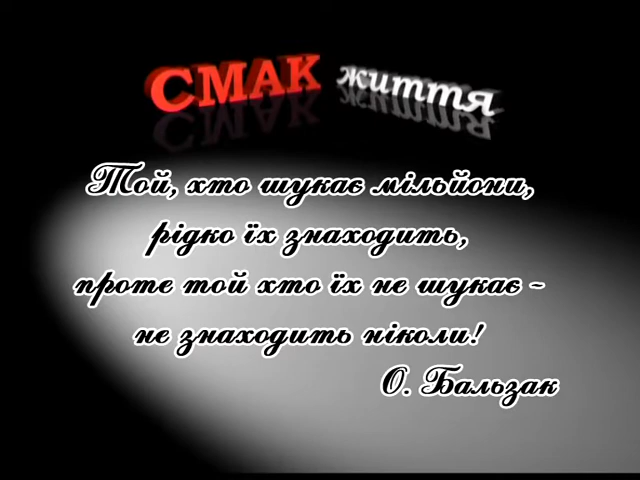 СМАК життя
Той, хто шукає мільйони,
рідко їх знаходить,
проте той хто їх не шукає -
не знаходить ніколи!
О. Бальзак